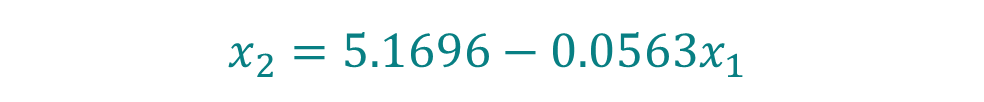 x₂ = 5.1696 − 0.0563x₁